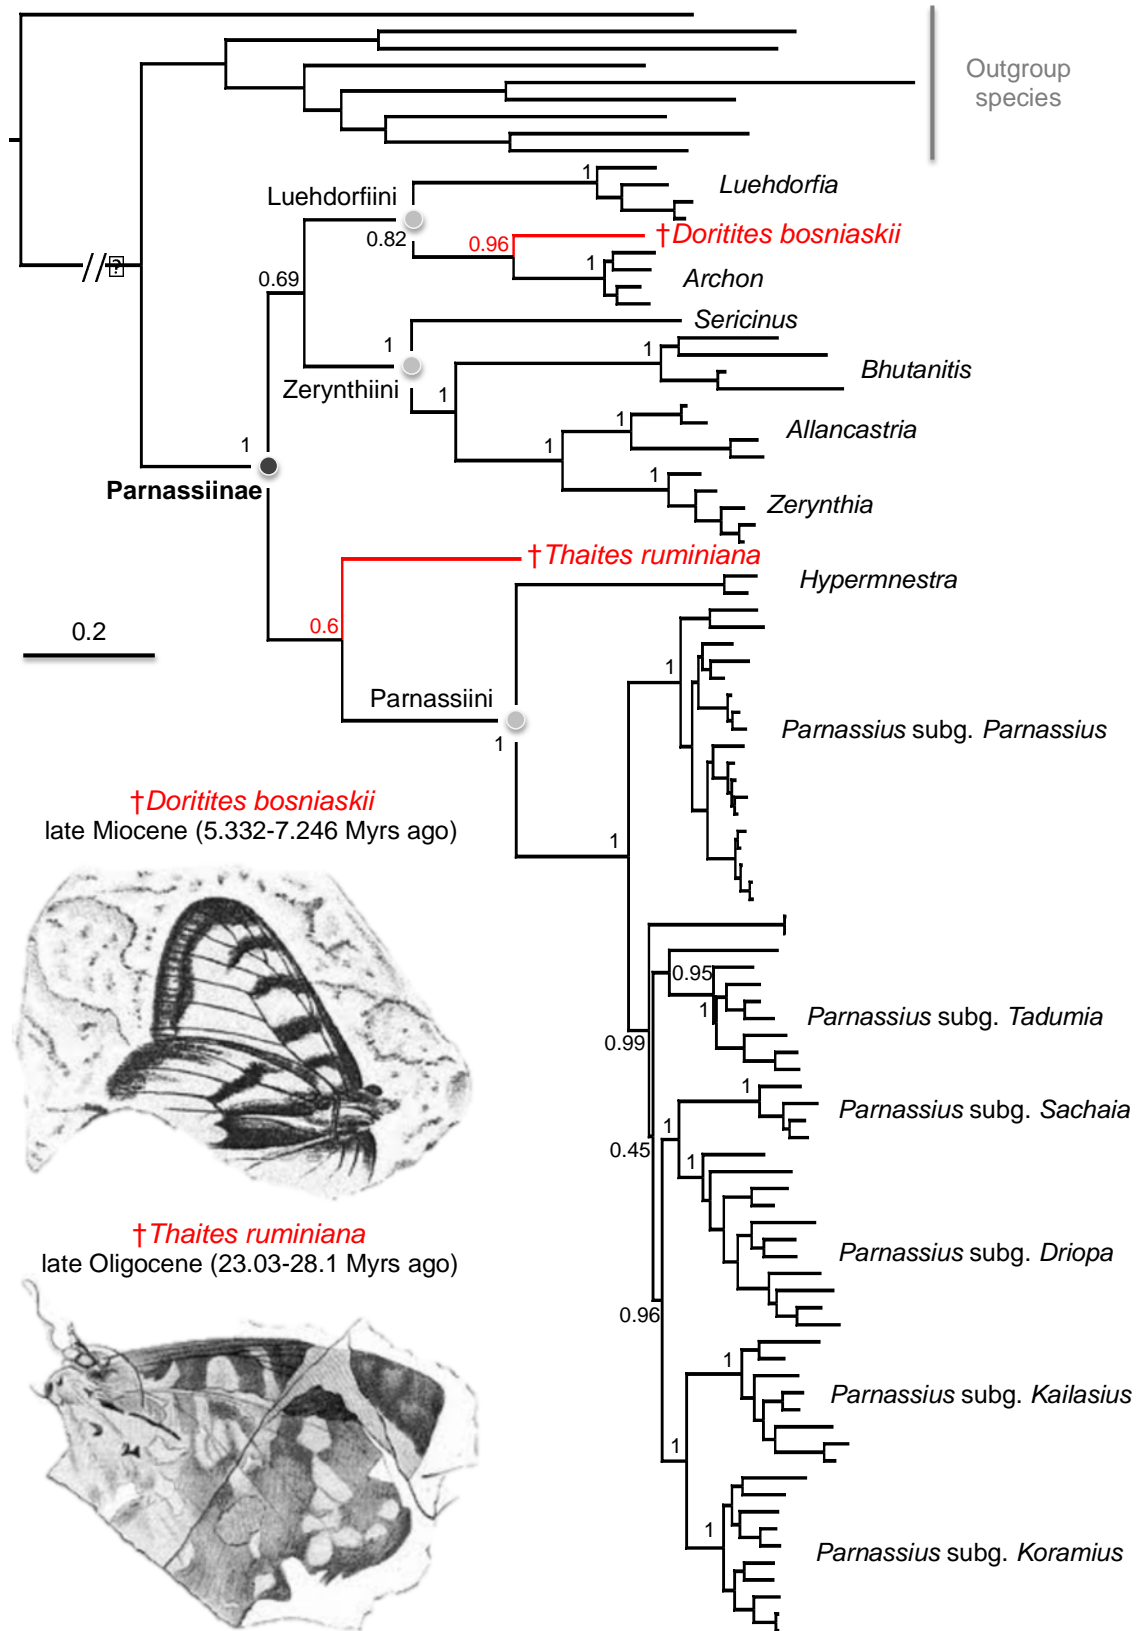 Outgroup
species
1
Luehdorfia
Luehdorfiini
0.82
0.96
†Doritites bosniaskii
1
Archon
//
0.69
Sericinus
1
1
Bhutanitis
Zerynthiini
1
1
Allancastria
1
1
Zerynthia
1
Parnassiinae
†Thaites ruminiana
Hypermnestra
0.2
0.6
1
Parnassiini
Parnassius subg. Parnassius
1
†Doritites bosniaskii
late Miocene (5.332-7.246 Myrs ago)
1
0.95
1
Parnassius subg. Tadumia
0.99
1
Parnassius subg. Sachaia
1
0.45
1
†Thaites ruminiana
late Oligocene (23.03-28.1 Myrs ago)
Parnassius subg. Driopa
0.96
1
Parnassius subg. Kailasius
1
1
Parnassius subg. Koramius